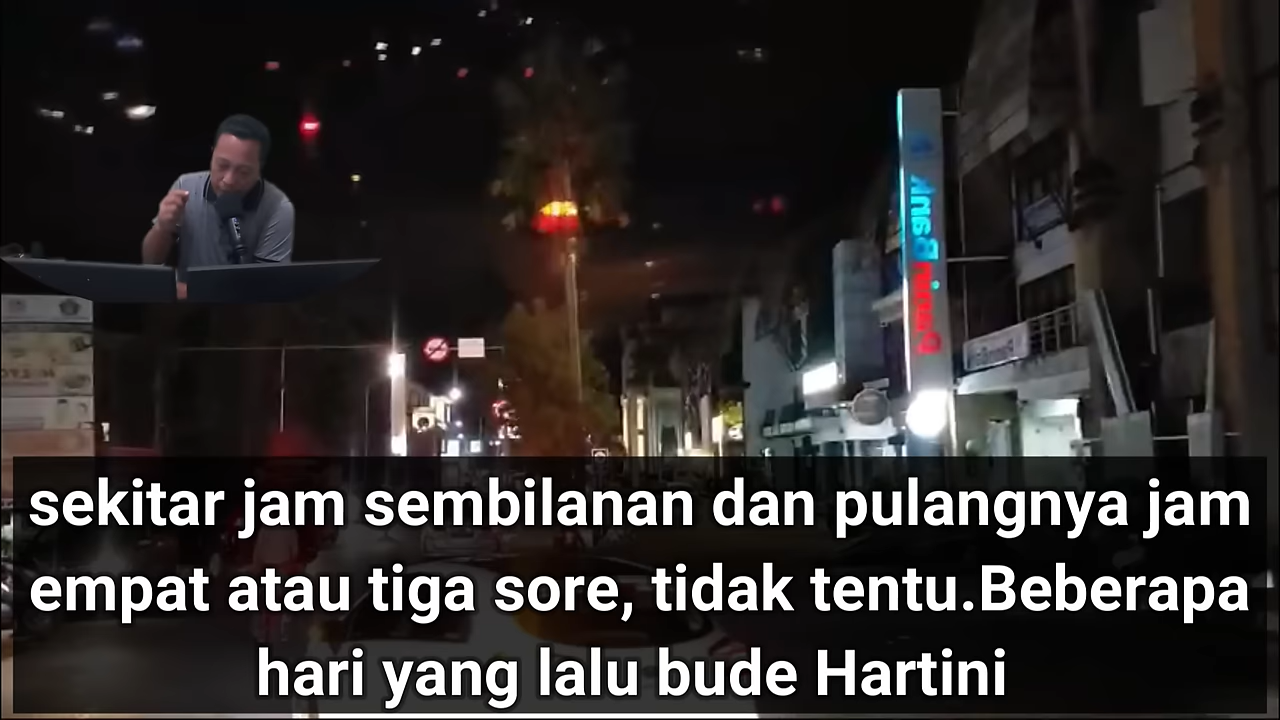 sekitar jam sembilanan dan pulangnya jam
empat atau tiga sore, tidak tentu.Beberapa
hari yang lalu bude Hartini